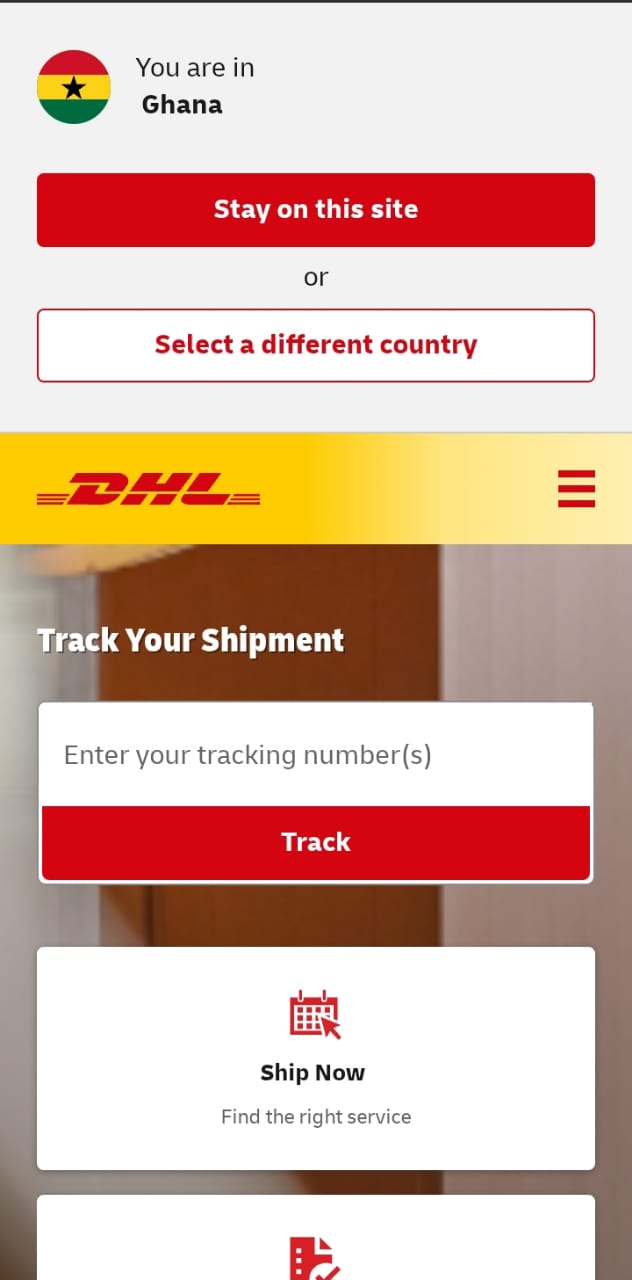 You are in
Ghana
Stay on this site
or
Select a different country
DHL
Track Your Shipment
Enter your tracking number(s)
Track
Ship Now
Find the right service